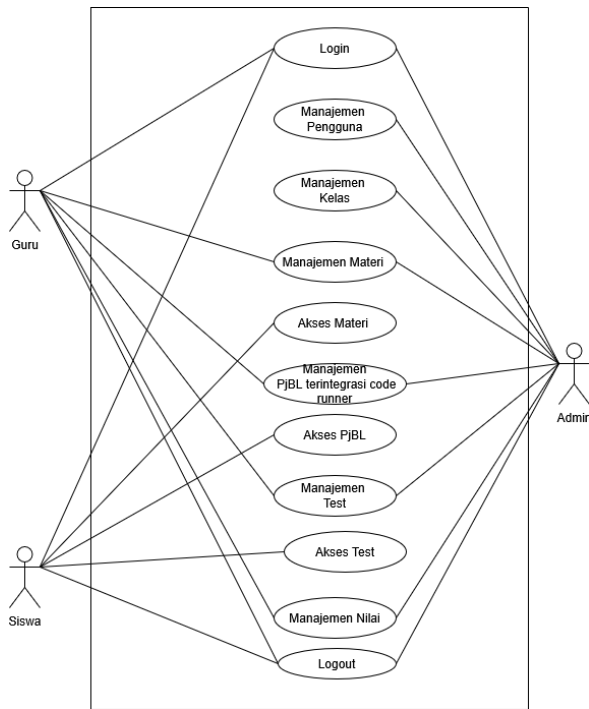 Login
Manajemen
Pengguna
Manajemen
Kelas
Guru
Manajemen Materi
Akses Materi
Manajemen
PjBL terintegrasi code
runner
Admin
Akses PjBL
Manajemen
Test
Akses Test
Siswa
Manajemen Nilai
Logout